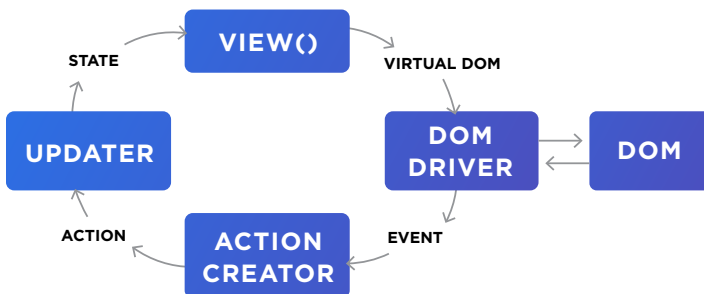 VIEW()
STATE
VIRTUAL DOM
UPDATER
DOM
DRIVER
DOM
ACTION
EVENT
ACTION
CREATOR